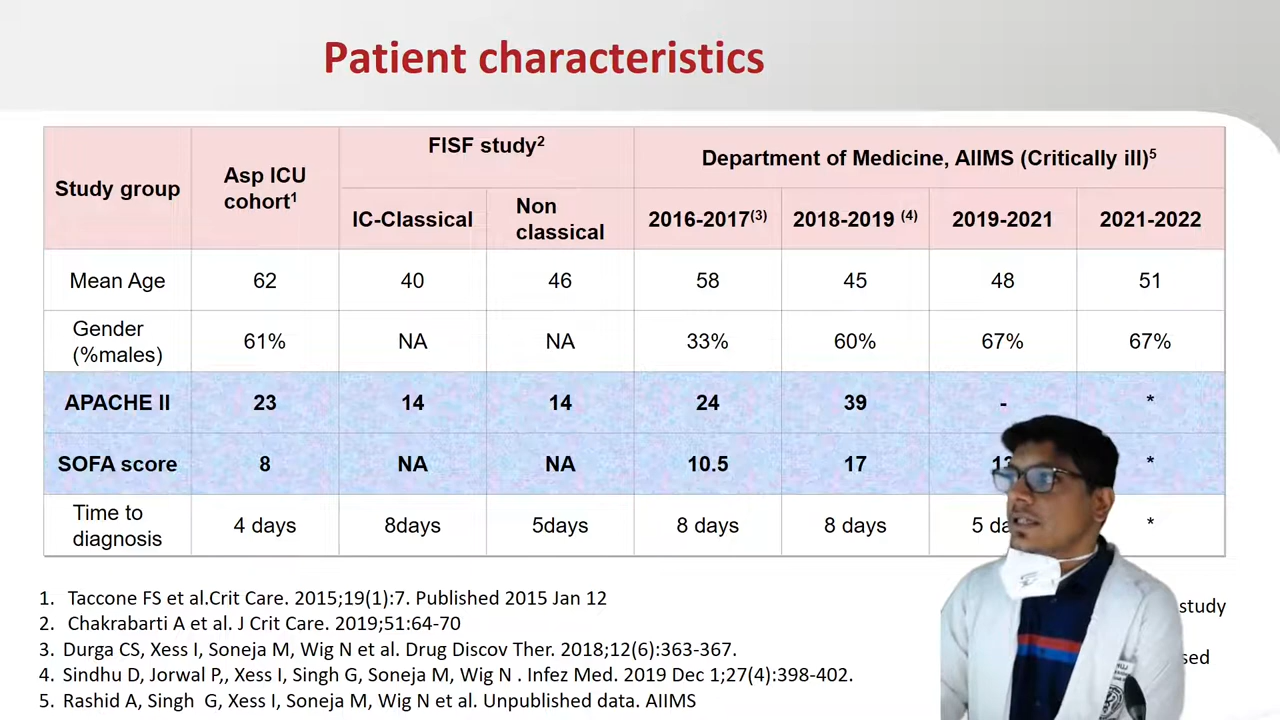 Patient characteristics
Study group
Asp ICU
cohort1
FISF study2
Department of Medicine, AIIMS (Critically ill)5
IC-Classical
Non
classical
2016-2017(3)
2018-2019 (4)
2019-2021
2021-2022
Mean Age 62 40 46 58 45 48 51
Gender
(%males) 61% NA NA 33% 60% 67% 67%
APACHE II 23 14 14 24 39 - *
SOFA score 8 NA NA 10.5 17 *
Time to
diagnosis 4 days 8days 5days 8 days 8 days 5 *
1. Taccone FS et al.Crit Care. 2015;19(1):7. Published 2015 Jan 12
2. Chakrabarti A et al. J Crit Care. 2019;51:64-70
3. Durga CS, Xess I, Soneja M, Wig N et al. Drug Discov Ther. 2018;12(6):363-367.
4. Sindhu D, Jorwal P,, Xess I, Singh G, Soneja M, Wig N . Infez Med. 2019 Dec 1;27(4):398-402.
5. Rashid A, Singh G, Xess I, Soneja M, Wig N et al. Unpublished data. AIIMS
study